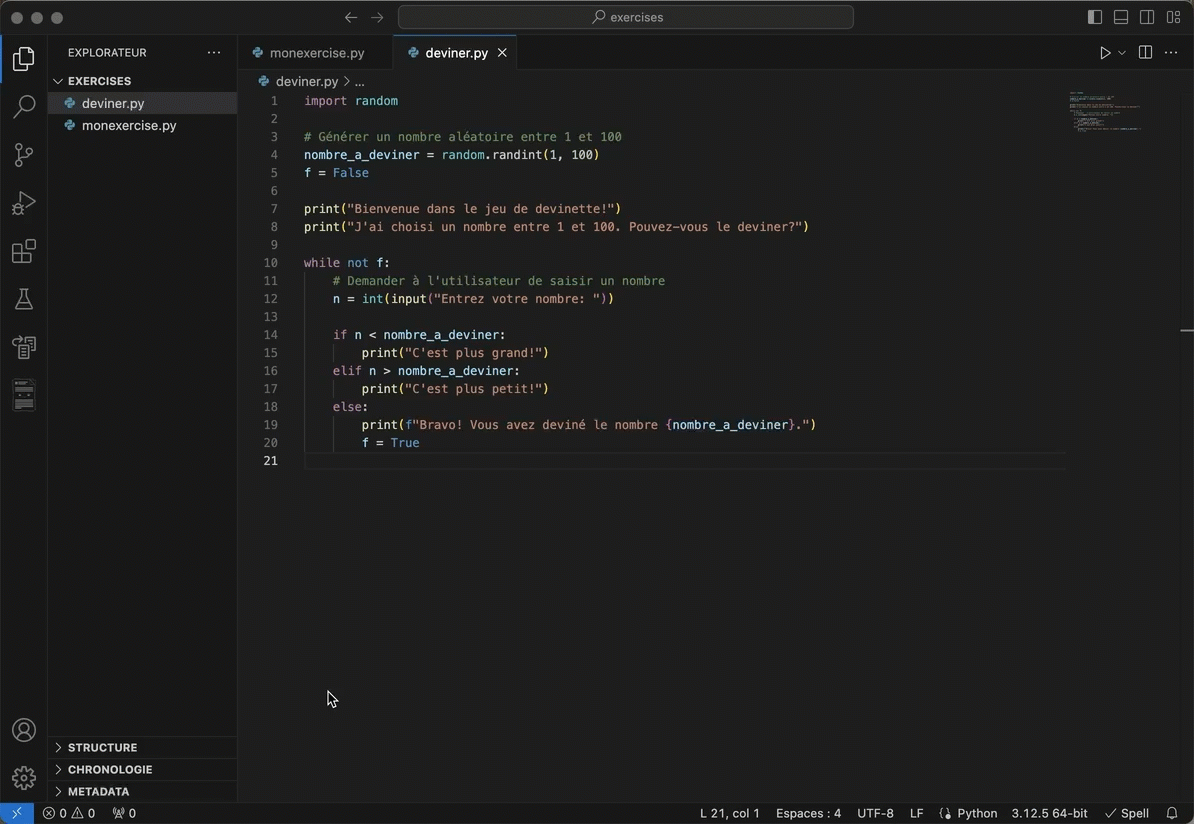 exercises
EXPLORATEUR
EXERCISES
deviner.py
monexercise.py
STRUCTURE
CHRONOLOGIE
METADATA
monexercise.py
deviner.py
deviner.py > ...
1 import random
2
3 # Générer un nombre aléatoire entre 1 et 100
4 nombre_a_deviner = random.randint(1, 100)
5 f = False
6
7 print("Bienvenue dans le jeu de devinette!")
8 print("J'ai choisi un nombre entre 1 et 100. Pouvez-vous le deviner?")
9
10 while not f:
11 # Demander à l'utilisateur de saisir un nombre
12 n = int(input("Entrez votre nombre: "))
13
14 if n < nombre_a_deviner:
15 print("C'est plus grand!")
16 elif n > nombre_a_deviner:
17 print("C'est plus petit!")
18 else:
19 print(f"Bravo! Vous avez deviné le nombre {nombre_a_deviner}.")
20 f = True
21
0 0 0 L 21, col 1 Espaces : 4 UTF-8 LF Python 3.12.5 64-bit Spell